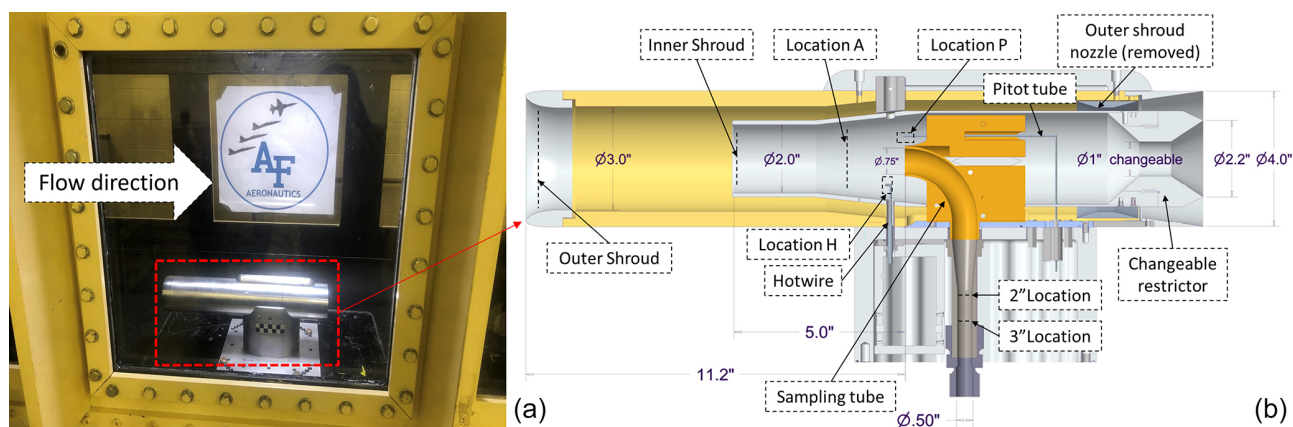 Flow direction
AF
AERONAUTICS
(a)
Inner Shroud
Location A
Location P
Outer shroud
nozzle (removed)
Pitot tube
Ø3.0"
Ø2.0"
Ø.75"
Ø1" changeable
Ø2.2"
Ø4.0"
Outer Shroud
Location H
Hotwire
Changeable
restrictor
2”Location
3”Location
5.0"
11.2"
Sampling tube
Ø.50"
(b)